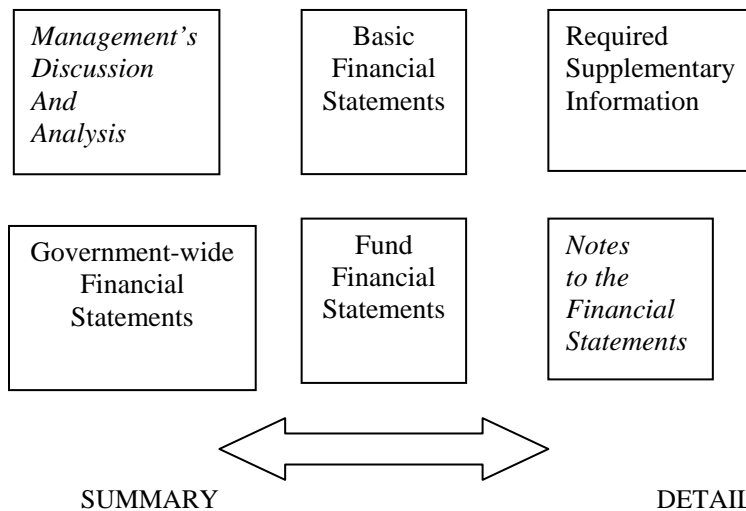 Management's
Discussion
And
Analysis
Basic
Financial
Statements
Required
Supplementary
Information
Government-wide
Financial
Statements
Fund
Financial
Statements
Notes
to the
Financial
Statements
SUMMARY
DETAIL